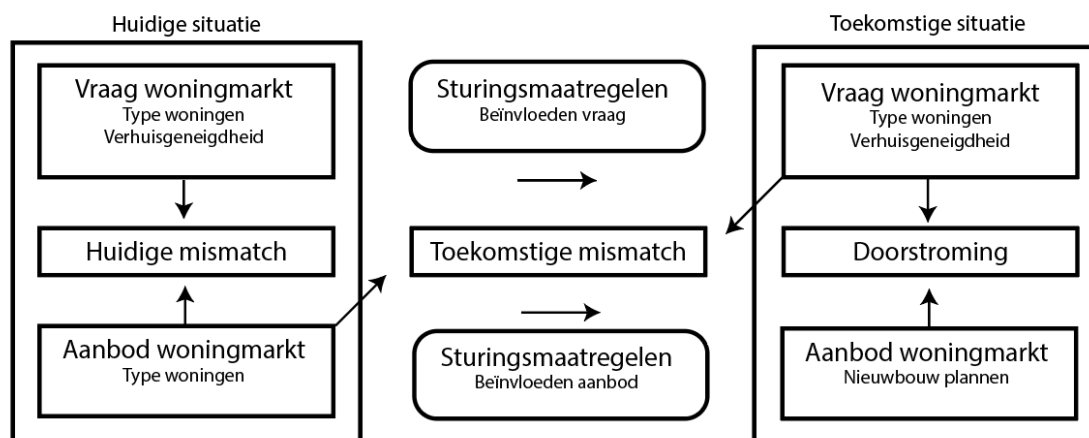 Huidige situatie
Vraag woningmarkt
Type woningen
Verhuisgeneigdheid
Huidige mismatch
Aanbod woningmarkt
Type woningen
Sturingsmaatregelen
Beïnvloeden vraag
Toekomstige mismatch
Sturingsmaatregelen
Beïnvloeden aanbod
Toekomstige situatie
Vraag woningmarkt
Type woningen
Verhuisgeneigdheid
Doorstroming
Aanbod woningmarkt
Nieuwbouw plannen